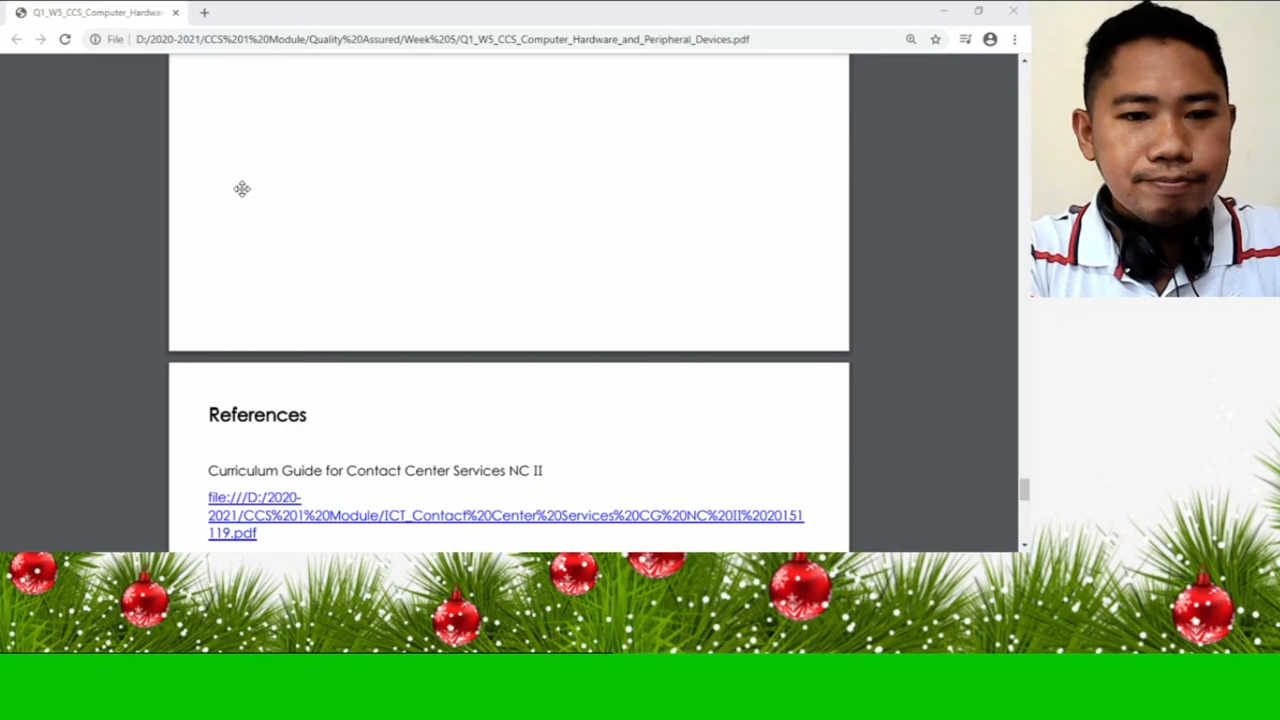 Q1_W5_CCS_Computer_Hardwar
File
D:/2020-2021/CCS%201%20Module/Quality%20Assured/Week%205/Q1_W5_CCS_Computer_Hardware_and_Peripheral_Devices.pdf
References
Curriculum Guide for Contact Center Services NC II
file:///D:/2020-
2021/CCS%201%20Module/ICT_Contact%20Center%20Services%20CG%20NC%20II%2020151
119.pdf